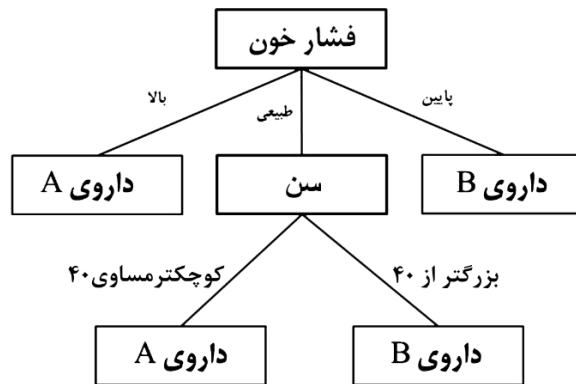 فشار خون
پایین
طبیعی
بالا
داروی B
سن
داروی A
بزرگتر از ۴۰
کوچکترمساوی۴۰
داروی B
داروی A